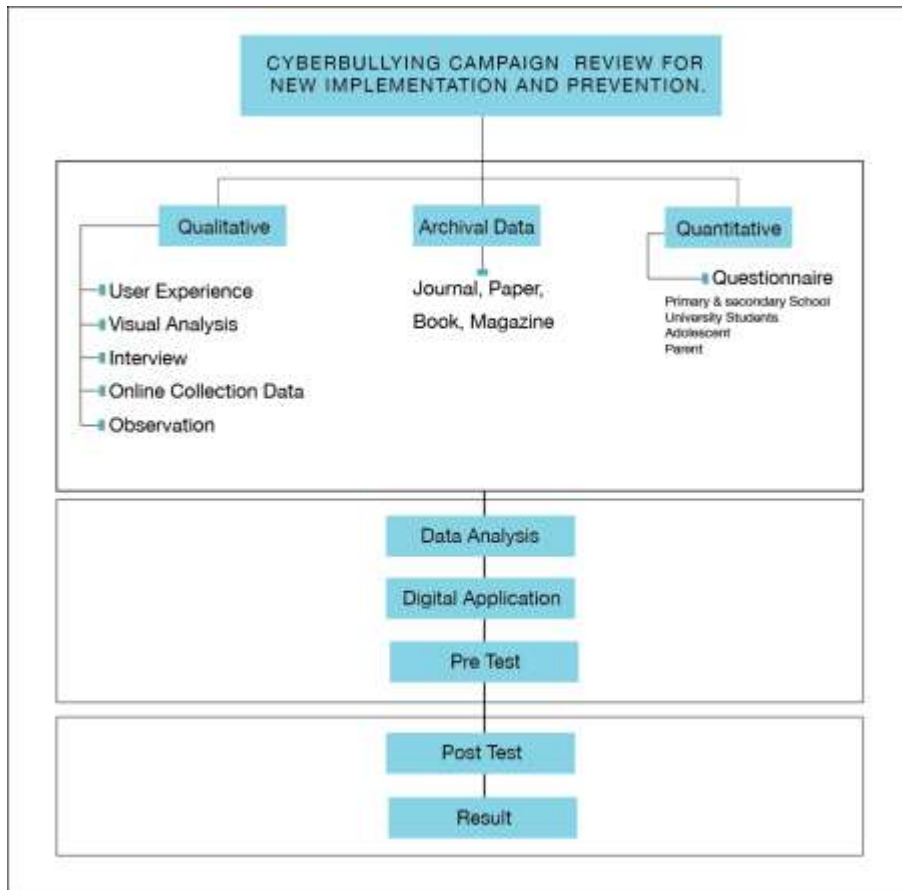 CYBERBULLYING CAMPAIGN REVIEW FOR
NEW IMPLEMENTATION AND PREVENTION.
Qualitative
User Experience
Visual Analysis
Interview
Online Collection Data
Observation
Archival Data
Journal, Paper,
Book, Magazine
Quantitative
Questionnaire
Primary & secondary School
University Students
Adolescent
Parent
Data Analysis
Digital Application
Pre Test
Post Test
Result